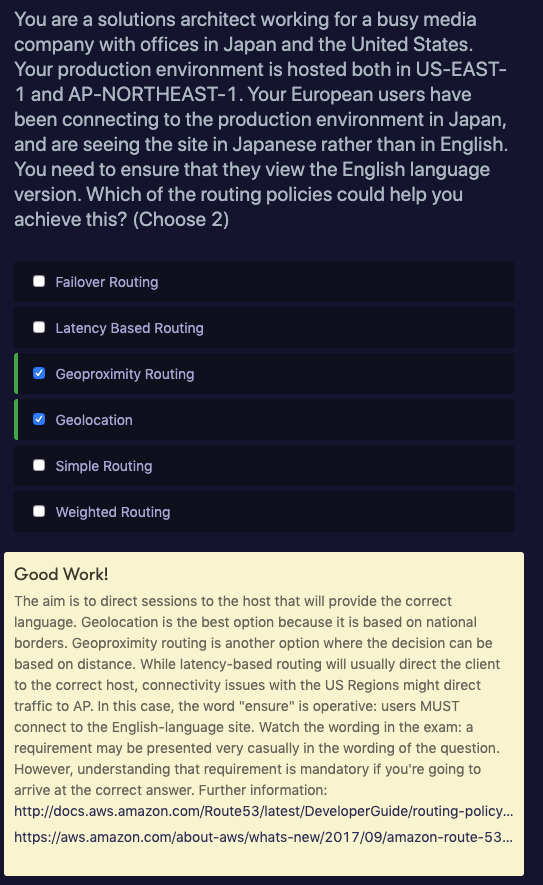 You are a solutions architect working for a busy media
company with offices in Japan and the United States.
Your production environment is hosted both in US-EAST-
1 and AP-NORTHEAST-1. Your European users have
been connecting to the production environment in Japan,
and are seeing the site in Japanese rather than in English.
You need to ensure that they view the English language
version. Which of the routing policies could help you
achieve this? (Choose 2)
Failover Routing
Latency Based Routing
Geoproximity Routing
Geolocation
Simple Routing
Weighted Routing
Good Work!
The aim is to direct sessions to the host that will provide the correct
language. Geolocation is the best option because it is based on national
borders. Geoproximity routing is another option where the decision can be
based on distance. While latency-based routing will usually direct the client
to the correct host, connectivity issues with the US Regions might direct
traffic to AP. In this case, the word "ensure" is operative: users MUST
connect to the English-language site. Watch the wording in the exam: a
requirement may be presented very casually in the wording of the question.
However, understanding that requirement is mandatory if you're going to
arrive at the correct answer. Further information:
http://docs.aws.amazon.com/Route53/latest/DeveloperGuide/routing-policy...
https://aws.amazon.com/about-aws/whats-new/2017/09/amazon-route-53...